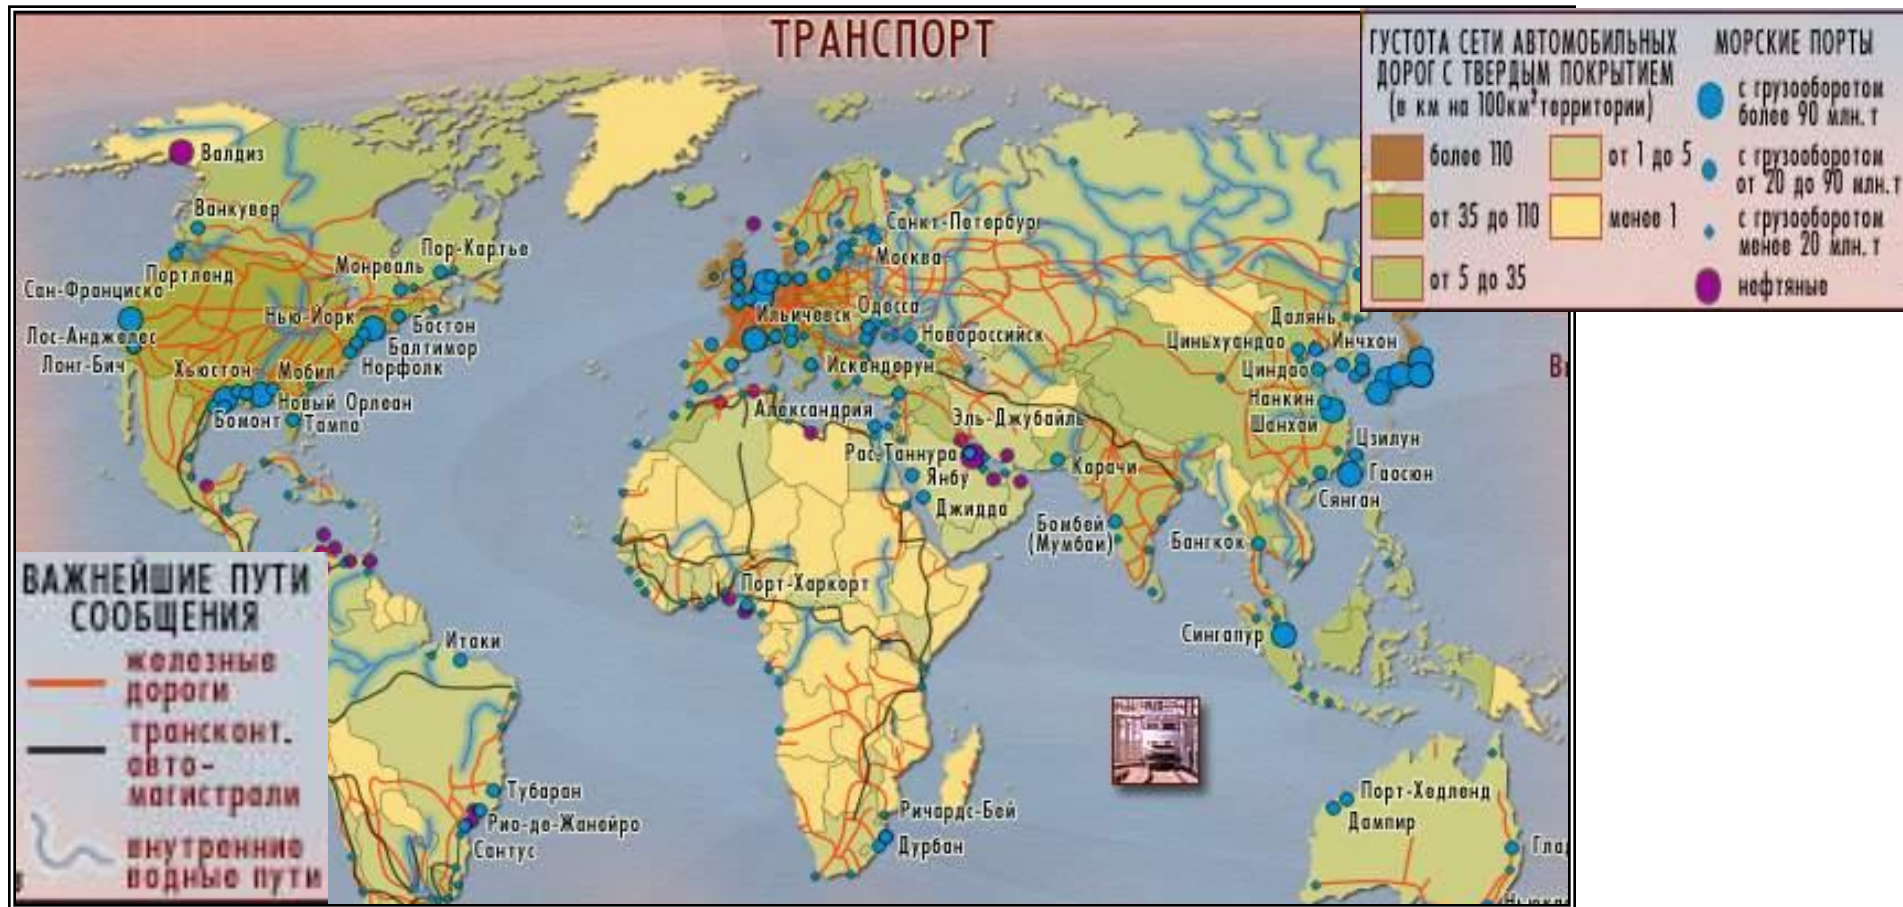 ТРАНСПОРТ
ГУСТОТА СЕТИ АВТОМОБИЛЬНЫХ
ДОРОГ С ТВЕРДЫМ ПОКРЫТИЕМ
(в км на 100км² территории)
более 110
от 35 до 110
от 5 до 35
от 1 до 5
менее 1
МОРСКИЕ ПОРТЫ
с грузооборотом
более 90 млн. т
с грузооборотом
от 20 до 90 млн. т
с грузооборотом
менее 20 млн. т
нефтяные
Валдиз
Ванкувер
Портленд
Сан-Франциско
Лос-Анджелес
Лонг-Бич
Монреаль
Пор-Картье
Нью-Йорк
Бостон
Балтимор
Норфолк
Хьюстон
Мобил
Новый Орлеан
Бомонт
Тампа
Санкт-Петербург
Москва
Ильичевск
Одесса
Новороссийск
Искендерун
Александрия
Эль-Джубайль
Рас-Таннура
Янбу
Джидда
Карачи
Бомбей
(Мумбаи)
Бангкок
Сингапур
Далянь
Циньхуандао
Инчхон
Циндао
Нанкин
Шанхай
Цзилун
Гаосюн
Сянган
Порт-Харкорт
Итаки
Тубаран
Рио-де-Жанейро
Сантус
Ричардс-Бей
Дурбан
Порт-Хедленд
Дампир
Гла
В
ВАЖНЕЙШИЕ ПУТИ
СООБЩЕНИЯ
железные
дороги
трансконт.
авто-
магистрали
внутренние
водные пути